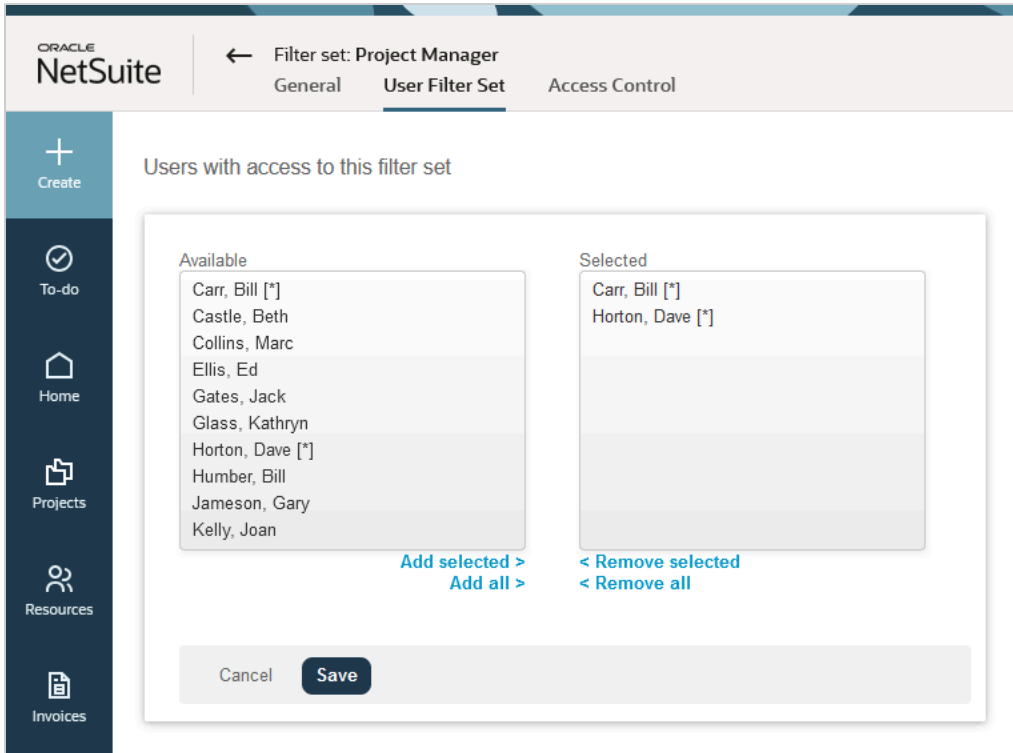 ORACLE
NetSuite
Filter set: Project Manager
General User Filter Set Access Control
Create
To-do
Home
Projects
Resources
Invoices
Users with access to this filter set
Available
Carr, Bill [*]
Castle, Beth
Collins, Marc
Ellis, Ed
Gates, Jack
Glass, Kathryn
Horton, Dave [*]
Humber, Bill
Jameson, Gary
Kelly, Joan
Add selected >
Add all >
Selected
Carr, Bill [*]
Horton, Dave [*]
< Remove selected
< Remove all
Cancel Save